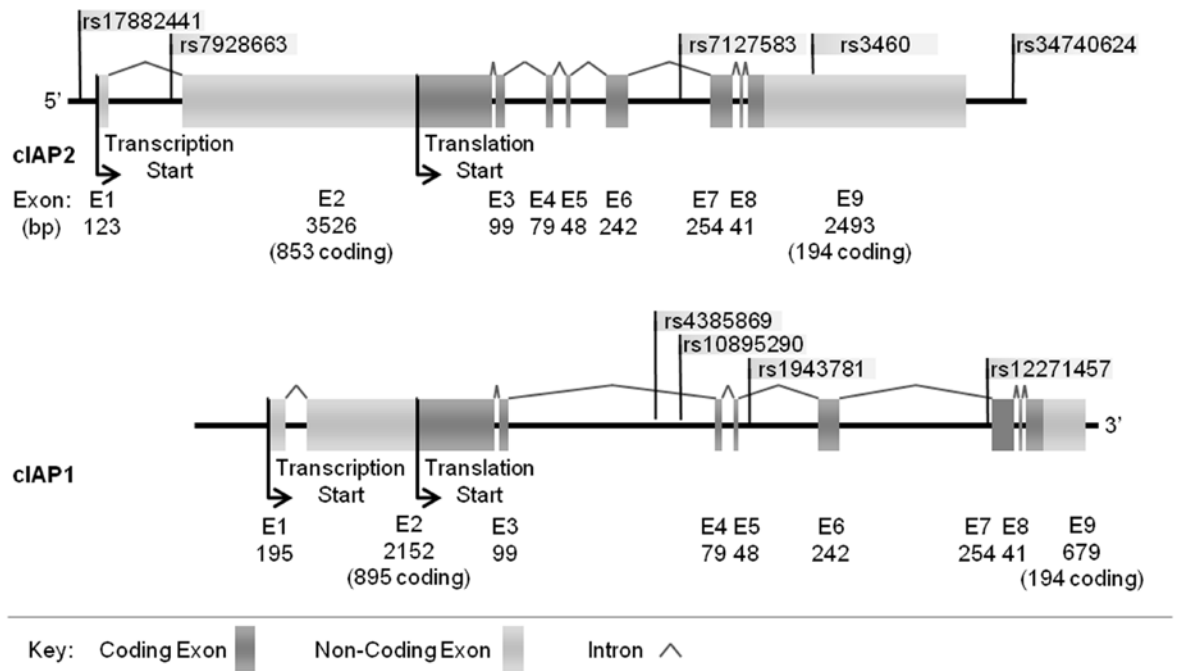 rs17882441
rs7928663 rs7127583 rs3460 rs34740624
5'
Transcription Start
Translation Start
cIAP2
Exon: E1 E2 E3 E4 E5 E6 E7 E8 E9
(bp) 123 3526 99 79 48 242 254 41 2493
(853 coding) (194 coding)
rs4385869
rs10895290
rs1943781 rs12271457
3'
Transcription Start
Translation Start
cIAP1
E1 E2 E3 E4 E5 E6 E7 E8 E9
195 2152 99 79 48 242 254 41 679
(895 coding) (194 coding)
Key: Coding Exon Non-Coding Exon Intron